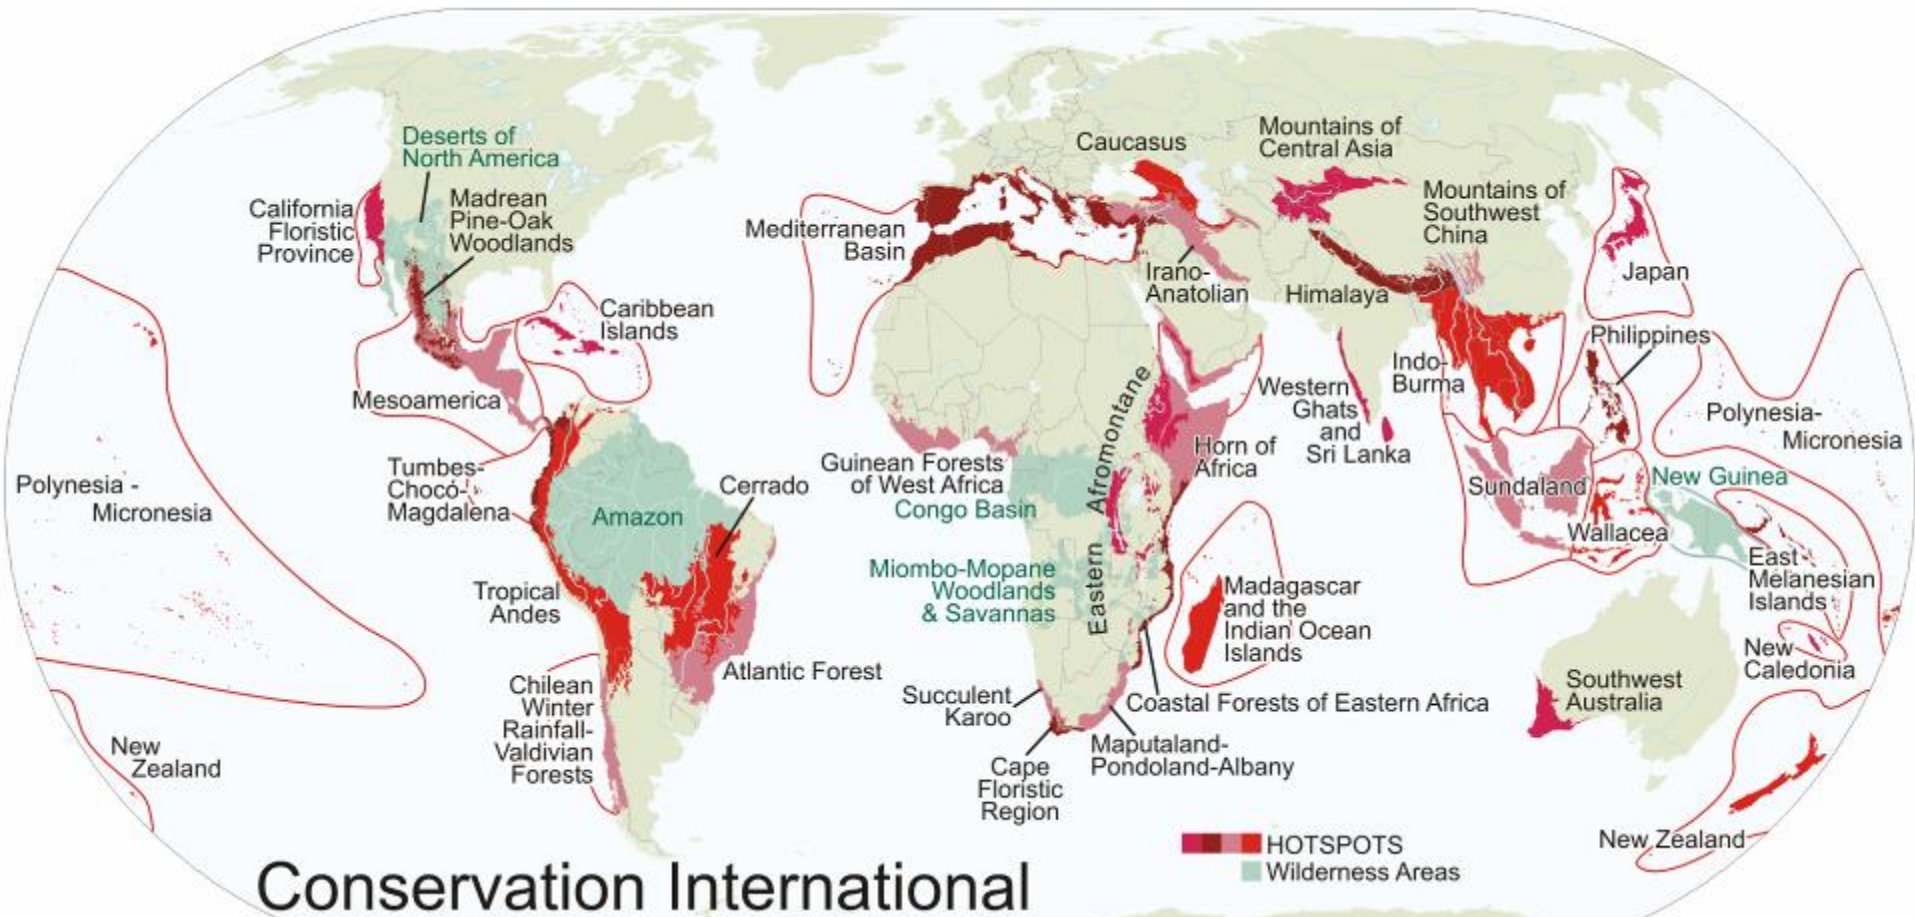 Deserts of
North America
California
Floristic
Province
Madrean
Pine-Oak
Woodlands
Caribbean
Islands
Mesoamerica
Polynesia -
Micronesia
Tumbes-
Chocó-
Magdalena
Amazon
Cerrado
Tropical
Andes
Atlantic Forest
Chilean
Winter
Rainfall-
Valdivian
Forests
New
Zealand
Mediterranean
Basin
Caucasus
Irano-
Anatolian
Mountains of
Central Asia
Mountains of
Southwest
China
Himalaya
Japan
Philippines
Indo-
Burma
Western
Ghats
and
Sri Lanka
Polynesia-
Micronesia
Guinean Forests
of West Africa
Congo Basin
Eastern Afromontane
Horn of
Africa
Miombo-Mopane
Woodlands
& Savannas
Madagascar
and the
Indian Ocean
Islands
Sundaland
Wallacea
New Guinea
East
Melanesian
Islands
New
Caledonia
Succulent
Karoo
Coastal Forests of Eastern Africa
Maputaland-
Pondoland-Albany
Cape
Floristic
Region
Southwest
Australia
New Zealand
HOTSPOTS
Wilderness Areas
Conservation International